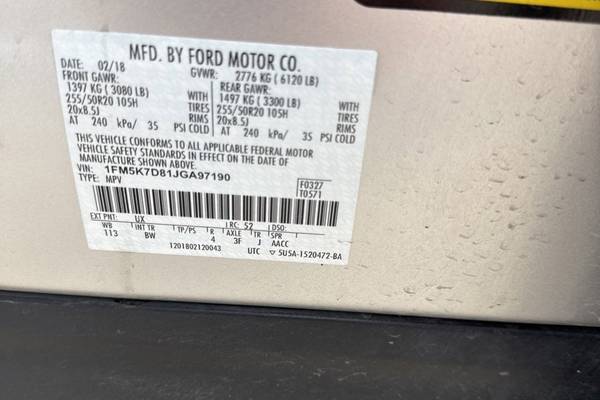 MFD. BY FORD MOTOR CO.
DATE: 02/18 GVWR: 2776 KG ( 6120 LB)
FRONT GAWR: REAR GAWR:
1397 KG ( 3080 LB) WITH 1497 KG ( 3300 LB) WITH
255/50R20 105H TIRES 255/50R20 105H TIRES
20x8.5J RIMS 20x8.5J RIMS
AT 240 kPa/ 35 PSI COLD AT 240 kPa/ 35 PSI COLD
THIS VEHICLE CONFORMS TO ALL APPLICABLE FEDERAL MOTOR
VEHICLE SAFETY STANDARDS IN EFFECT ON THE DATE OF
MANUFACTURE SHOWN ABOVE.
VIN: 1FM5K7D81JGA97190 F0327
TYPE: MPV T0571
EXT PNT: UX RC: 52 DSO:
WB INT TR TP/PS R AXLE TR SPR
113 BW 4 3F J AACC
1201802120043 UTC ▽ 5U5A-1520472-BA